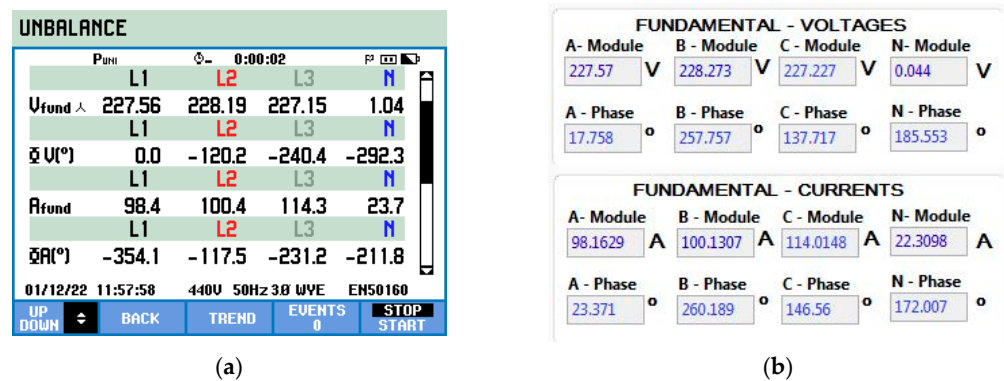 UNBALANCE
PUNI 0:00:02
L1 L2 L3 N
Vfund 人 227.56 228.19 227.15 1.04
L1 L2 L3 N
Φ V(°) 0.0 -120.2 -240.4 -292.3
L1 L2 L3 N
Afund 98.4 100.4 114.3 23.7
L1 L2 L3 N
ΦA(°) -354.1 -117.5 -231.2 -211.8
01/12/22 11:57:58 440V 50Hz 3.0 WYE EN50160
UP DOWN BACK TREND EVENTS 0 STOP START
(a)
FUNDAMENTAL - VOLTAGES
A- Module B - Module C - Module N- Module
227.57 V 228.273 V 227.227 V 0.044 V
A - Phase B - Phase C - Phase N - Phase
17.758 ° 257.757 ° 137.717 ° 185.553 °
FUNDAMENTAL - CURRENTS
A- Module B - Module C - Module N- Module
98.1629 A 100.1307 A 114.0148 A 22.3098 A
A - Phase B - Phase C - Phase N - Phase
23.371 ° 260.189 ° 146.56 ° 172.007 °
(b)